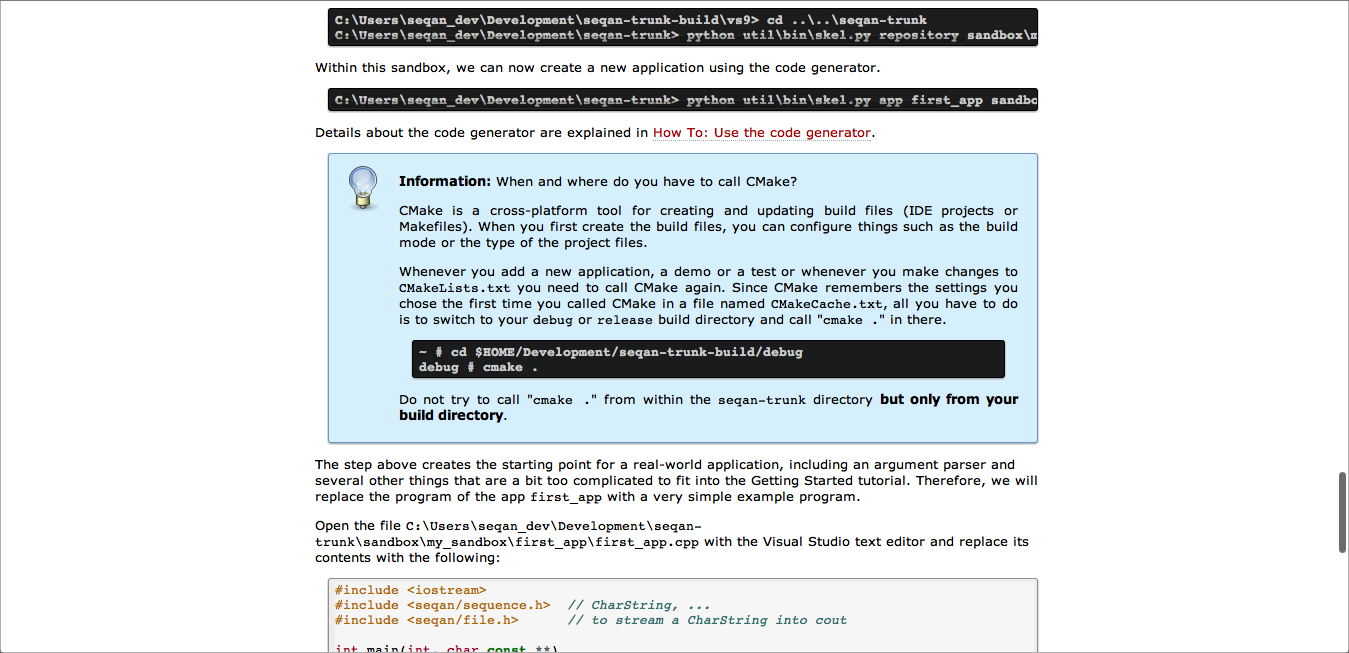 C:\Users\seqan_dev\Development\seqan-trunk-build\vs9> cd ..\..\seqan-trunk
C:\Users\seqan_dev\Development\seqan-trunk> python util\bin\skel.py repository sandbox\m
Within this sandbox, we can now create a new application using the code generator.
C:\Users\seqan_dev\Development\seqan-trunk> python util\bin\skel.py app first_app sandbo
Details about the code generator are explained in How To: Use the code generator.
Information: When and where do you have to call CMake?
CMake is a cross-platform tool for creating and updating build files (IDE projects or
Makefiles). When you first create the build files, you can configure things such as the build
mode or the type of the project files.
Whenever you add a new application, a demo or a test or whenever you make changes to
CMakeLists.txt you need to call CMake again. Since CMake remembers the settings you
chose the first time you called CMake in a file named CMakeCache.txt, all you have to do
is to switch to your debug or release build directory and call "cmake ." in there.
~ # cd $HOME/Development/seqan-trunk-build/debug
debug # cmake .
Do not try to call "cmake ." from within the seqan-trunk directory but only from your
build directory.
The step above creates the starting point for a real-world application, including an argument parser and
several other things that are a bit too complicated to fit into the Getting Started tutorial. Therefore, we will
replace the program of the app first_app with a very simple example program.
Open the file C:\Users\seqan_dev\Development\seqan-
trunk\sandbox\my_sandbox\first_app\first_app.cpp with the Visual Studio text editor and replace its
contents with the following:
#include <iostream>
#include <seqan/sequence.h>  // CharString, ...
#include <seqan/file.h>      // to stream a CharString into cout
int main(int, char const **)